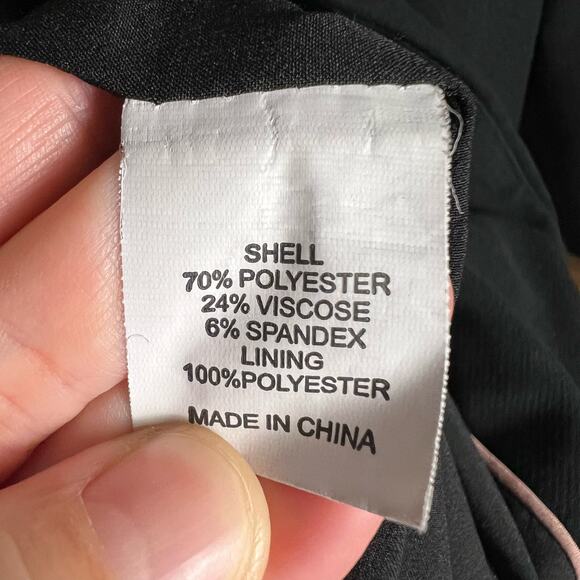 SHELL
70% POLYESTER
24% VISCOSE
6% SPANDEX
LINING
100%POLYESTER
MADE IN CHINA